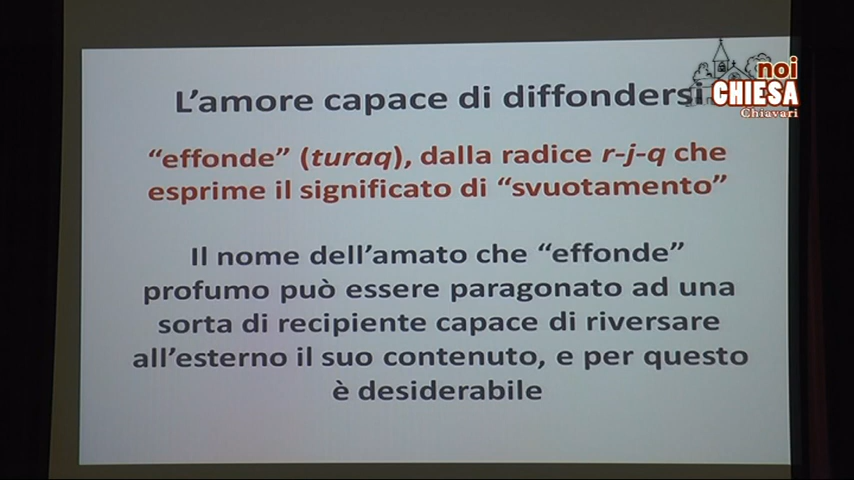 L'amore capace di diffondersi
noi
CHIESA
Chiavari
"effonde" (turaq), dalla radice r-j-q che
esprime il significato di "svuotamento"
Il nome dell'amato che "effonde"
profumo può essere paragonato ad una
sorta di recipiente capace di riversare
all'esterno il suo contenuto, e per questo
è desiderabile